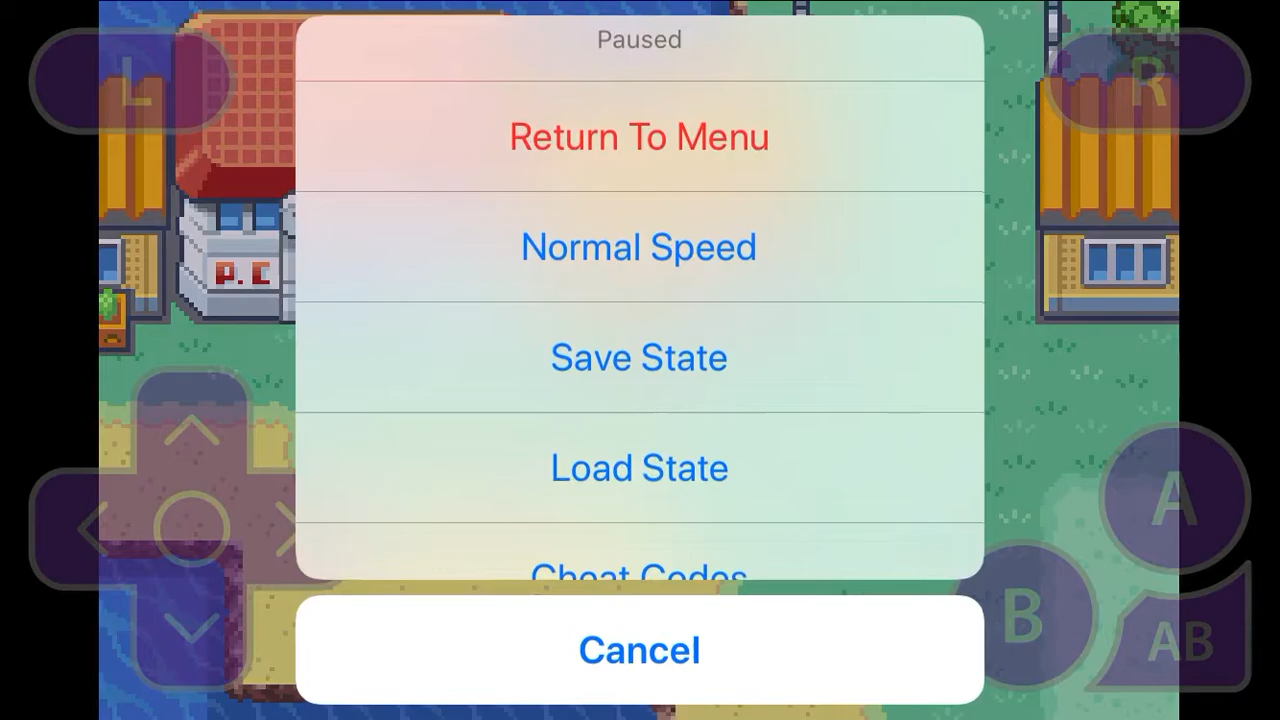 Paused
L
R
Return To Menu
Normal Speed
P.C
Save State
Load State
A
Cheat Codes
B
AB
Cancel